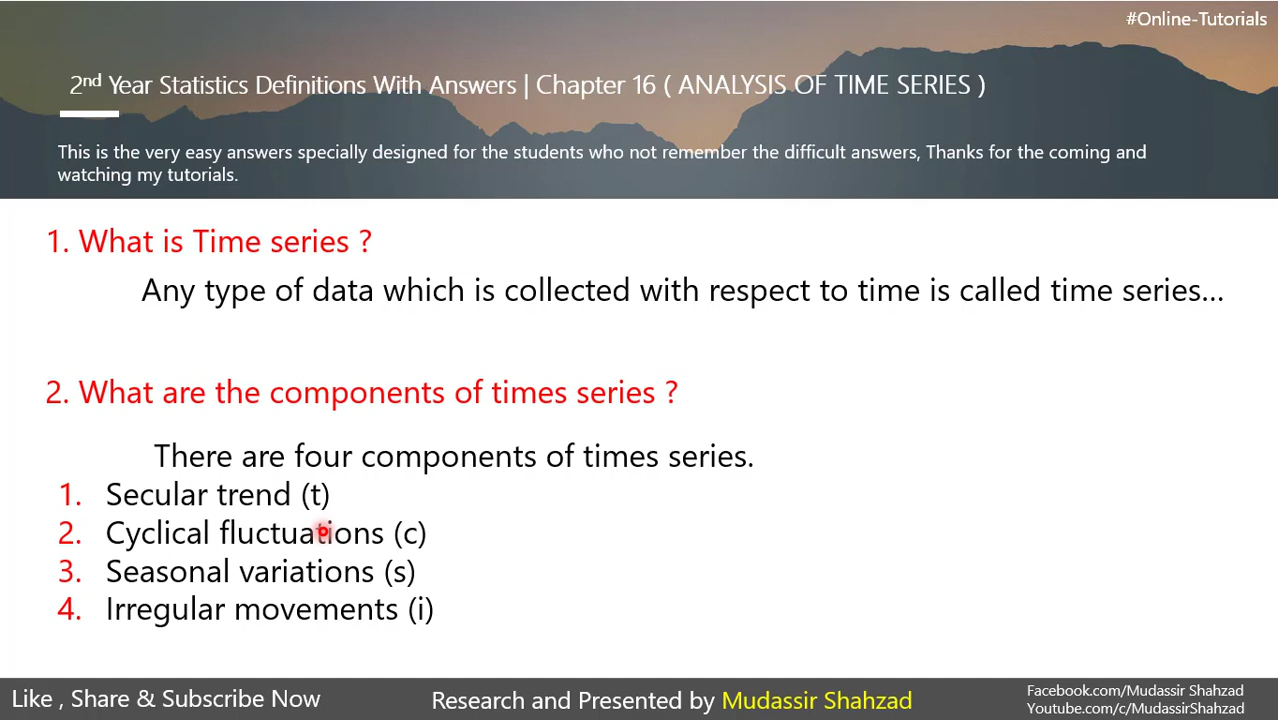 #Online-Tutorials
2nd Year Statistics Definitions With Answers | Chapter 16 ( ANALYSIS OF TIME SERIES )
This is the very easy answers specially designed for the students who not remember the difficult answers, Thanks for the coming and
watching my tutorials.
1. What is Time series ?
Any type of data which is collected with respect to time is called time series...
2. What are the components of times series ?
There are four components of times series.
1. Secular trend (t)
2. Cyclical fluctuations (c)
3. Seasonal variations (s)
4. Irregular movements (i)
Like , Share & Subscribe Now
Research and Presented by Mudassir Shahzad
Facebook.com/Mudassir Shahzad
Youtube.com/c/MudassirShahzad